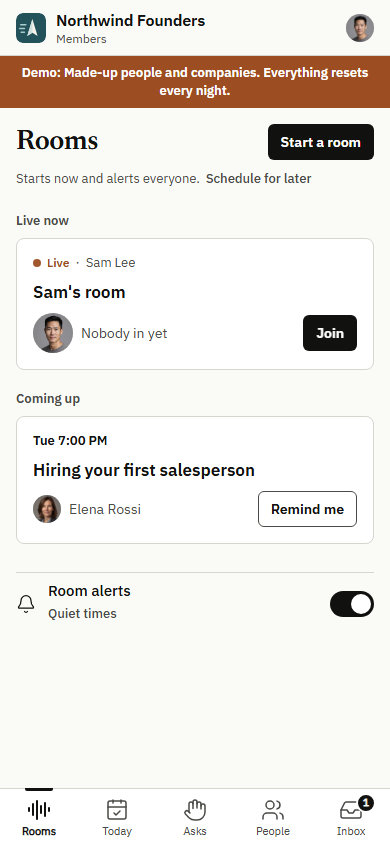 Northwind Founders
Members
Demo: Made-up people and companies. Everything resets
every night.
Rooms
Start a room
Starts now and alerts everyone. Schedule for later
Live now
Live · Sam Lee
Sam's room
Nobody in yet
Join
Coming up
Tue 7:00 PM
Hiring your first salesperson
Elena Rossi
Remind me
Room alerts
Quiet times
1
Rooms
Today
Asks
People
Inbox